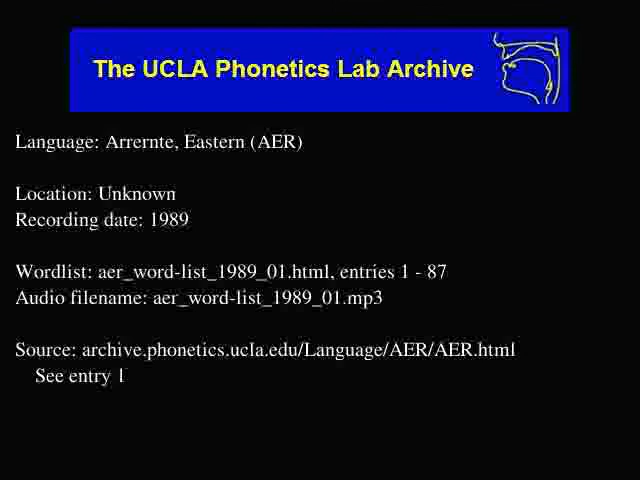 The UCLA Phonetics Lab Archive
Language: Arrernte, Eastern (AER)
Location: Unknown
Recording date: 1989
Wordlist: aer_word-list_1989_01.html, entries 1 - 87
Audio filename: aer_word-list_1989_01.mp3
Source: archive.phonetics.ucla.edu/Language/AER/AER.html
See entry 1